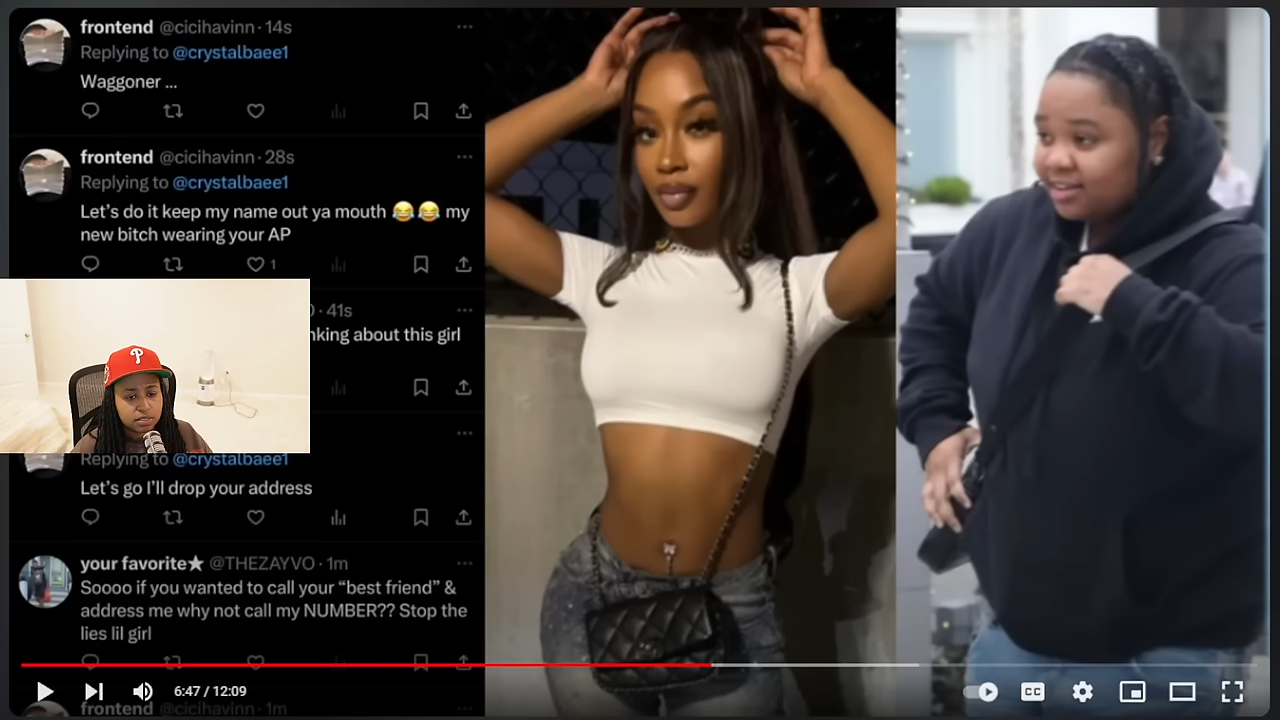 frontend @cicihavinn · 14s
Replying to @crystalbaee1
Waggoner ...
frontend @cicihavinn · 28s
Replying to @crystalbaee1
Let's do it keep my name out ya mouth 😂😂 my
new bitch wearing your AP
1
· 41s
about this girl
P
Replying to @crystalbaee1
Let's go I'll drop your address
your favorite★ @THEZAYVO · 1m
Soooo if you wanted to call your “best friend” &
address me why not call my NUMBER?? Stop the
lies lil girl
6:47 / 12:09
CC
frontend @cicihavinn · 1m